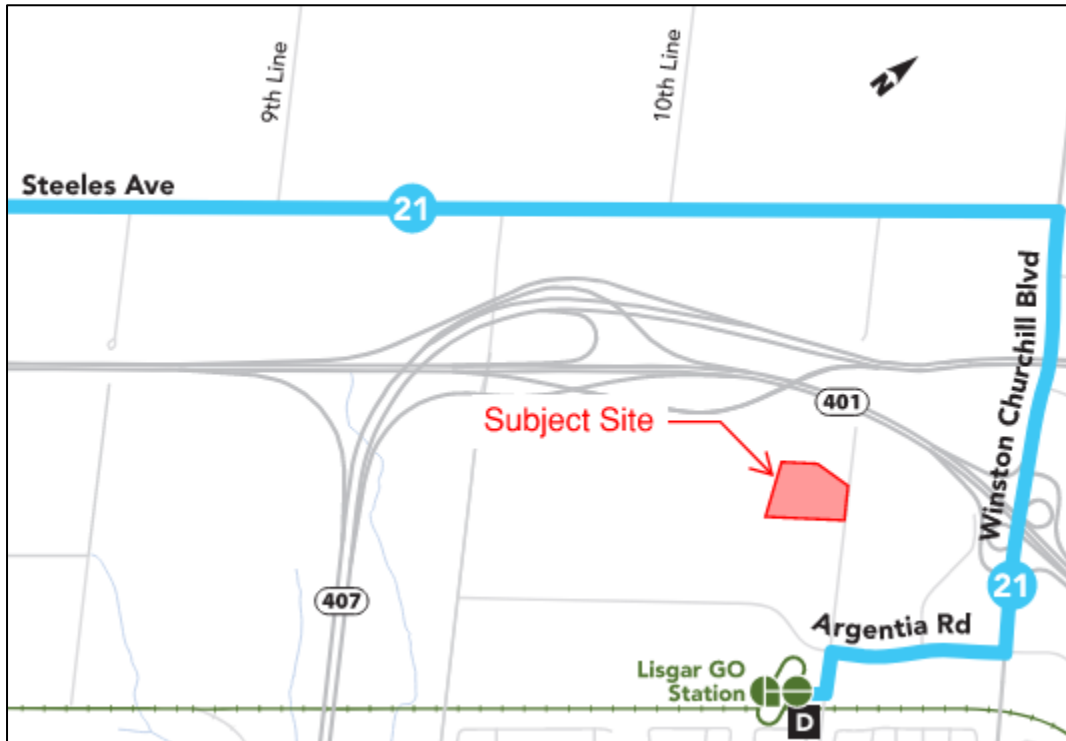 9th Line
10th Line
N
Steeles Ave
21
Winston Churchill Blvd
401
Subject Site
21
407
Argentia Rd
Lisgar GO
Station
D